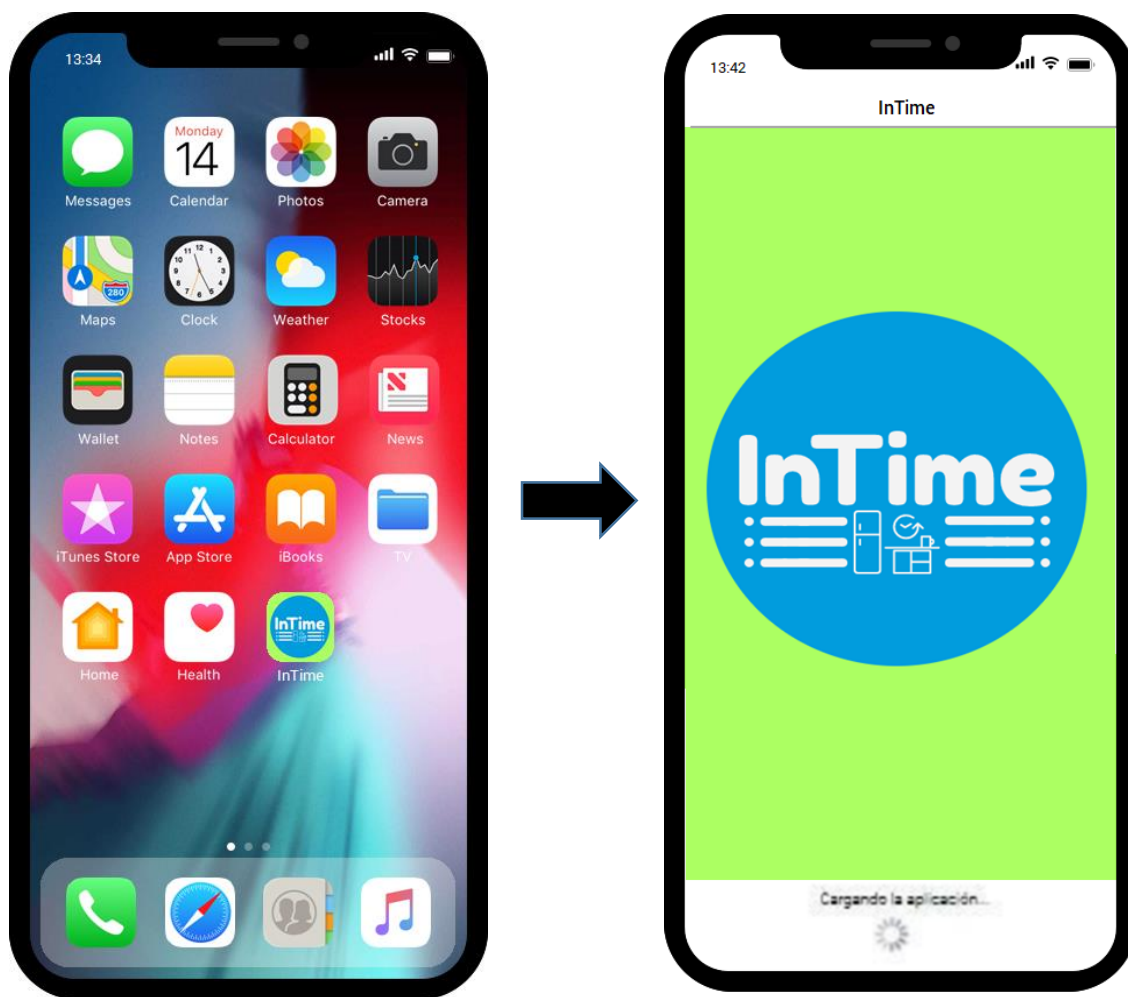 13:34
Monday
14
Messages
Calendar
Photos
Camera
280
Maps
Clock
Weather
Stocks
Wallet
Notes
Calculator
News
iTunes Store
App Store
iBooks
TV
InTime
Home
Health
InTime
13:42
InTime
InTime
Cargando la aplicación...